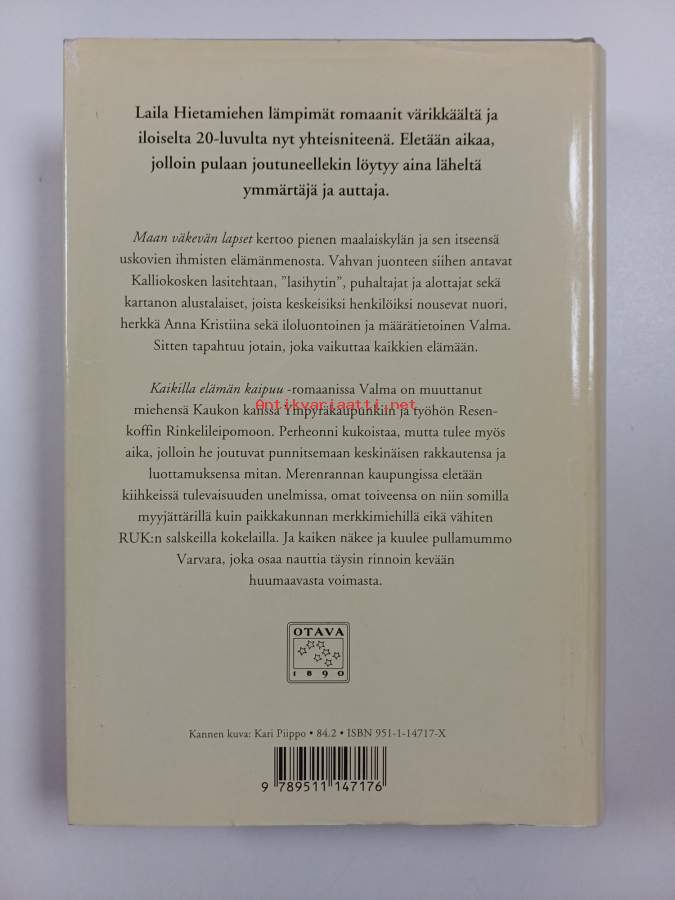 Laila Hietamiehen lämpimät romaanit värikkäältä ja
iloiselta 20-luvulta nyt yhteisniteenä. Eletään aikaa,
jolloin pulaan joutuneellekin löytyy aina läheltä
ymmärtäjä ja auttaja.
Maan väkevän lapset kertoo pienen maalaiskylän ja sen itseensä
uskovien ihmisten elämänmenosta. Vahvan juonteen siihen antavat
Kalliokosken lasitehtaan, ”lasihytin”, puhaltajat ja alottajat sekä
kartanon alustalaiset, joista keskeisiksi henkilöiksi nousevat nuori,
herkkä Anna Kristiina sekä iloluontoinen ja määrätietoinen Valma.
Sitten tapahtuu jotain, joka vaikuttaa kaikkien elämään.
Kaikilla elämän kaipuu -romaanissa Valma on muuttanut
Antikvariaatti.net
miehensä Kaukon kanssa Ympyräkaupunkiin ja työhön Resen-
koffin Rinkelileipomoon. Perheonni kukoistaa, mutta tulee myös
aika, jolloin he joutuvat punnitsemaan keskinäisen rakkautensa ja
luottamuksensa mitan. Merenrannan kaupungissa eletään
kiihkeissä tulevaisuuden unelmissa, omat toiveensa on niin somilla
myyjättärillä kuin paikkakunnan merkkimiehillä eikä vähiten
RUK:n salskeilla kokelailla. Ja kaiken näkee ja kuulee pullamummo
Varvara, joka osaa nauttia täysin rinnoin kevään
huumaavasta voimasta.
OTAVA
1890
Kannen kuva: Kari Piippo • 84.2 • ISBN 951-1-14717-X
9 789511 147176